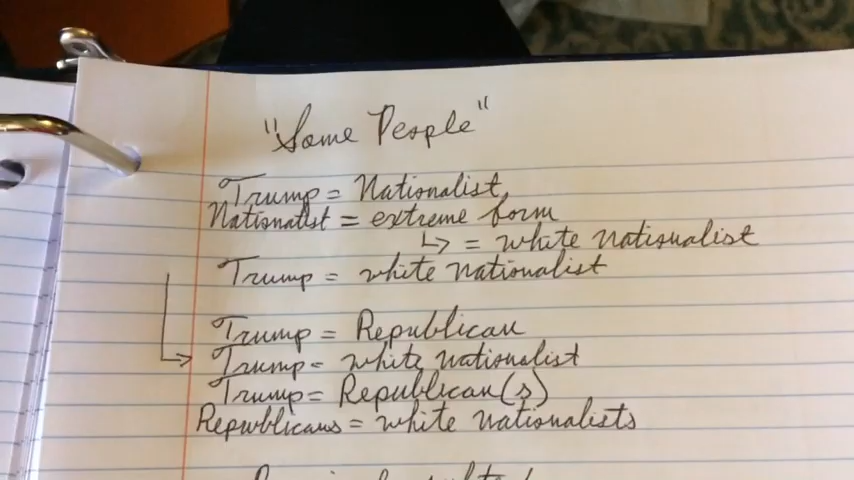 "Some People"
Trump = Nationalist,
Nationalist = extreme form
↳ = white nationalist
Trump = white nationalist
Trump = Republican
Trump = white nationalist
Trump = Republican(s)
Republicans = white nationalists